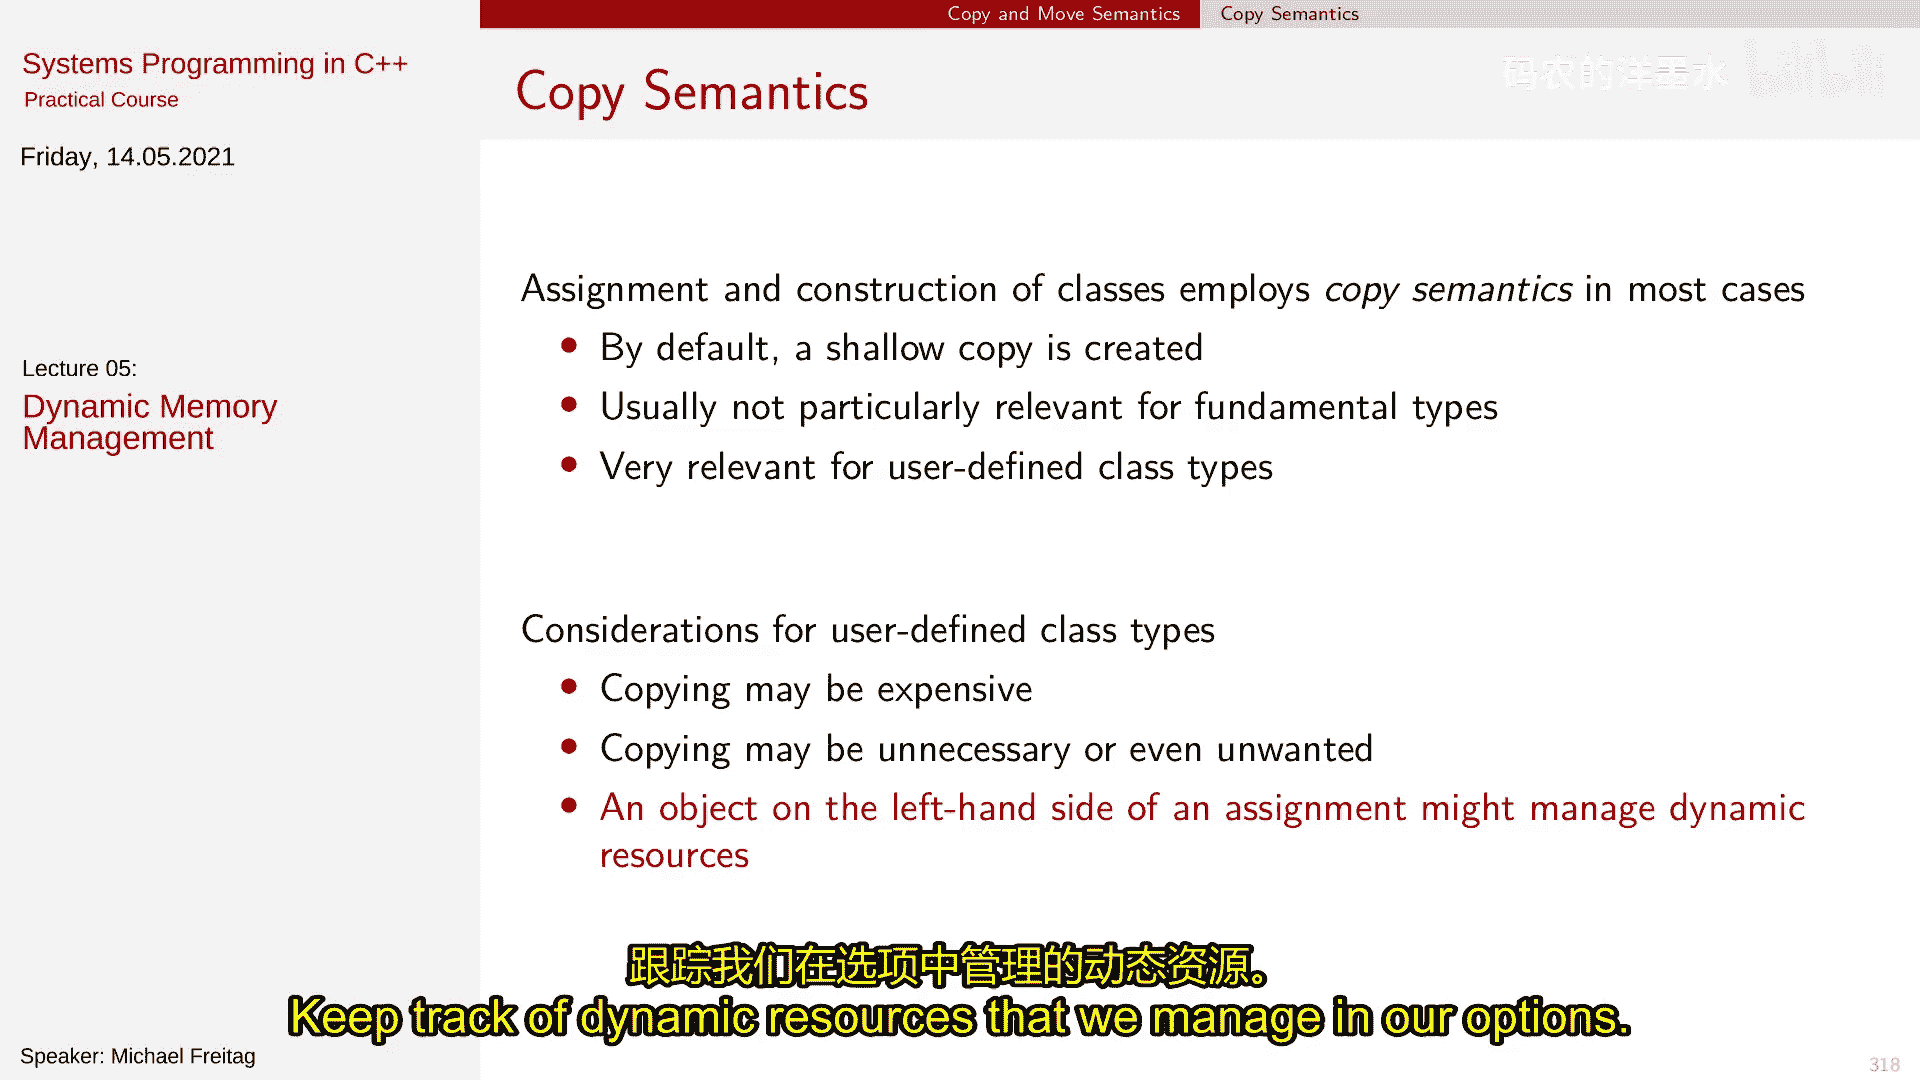 Copy and Move Semantics
Copy Semantics
Systems Programming in C++
Practical Course
Friday, 14.05.2021
Lecture 05:
Dynamic Memory
Management
Speaker: Michael Freitag
Copy Semantics
码农的洋墨水
Assignment and construction of classes employs copy semantics in most cases
• By default, a shallow copy is created
• Usually not particularly relevant for fundamental types
• Very relevant for user-defined class types
Considerations for user-defined class types
• Copying may be expensive
• Copying may be unnecessary or even unwanted
• An object on the left-hand side of an assignment might manage dynamic
resources
跟踪我们在选项中管理的动态资源。
Keep track of dynamic resources that we manage in our options.
318